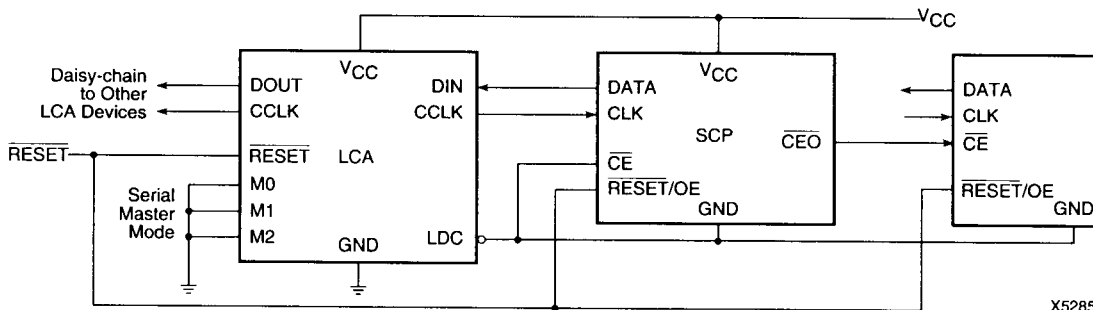 VCC
Daisy-chain
to Other
LCA Devices
RESET
Serial
Master
Mode
VCC
DOUT
DIN
CCLK
CCLK
RESET
LCA
M0
M1
M2
GND
LDC
VCC
DATA
CLK
SCP
CEO
CE
RESET/OE
GND
DATA
CLK
CE
RESET/OE
GND
X5285